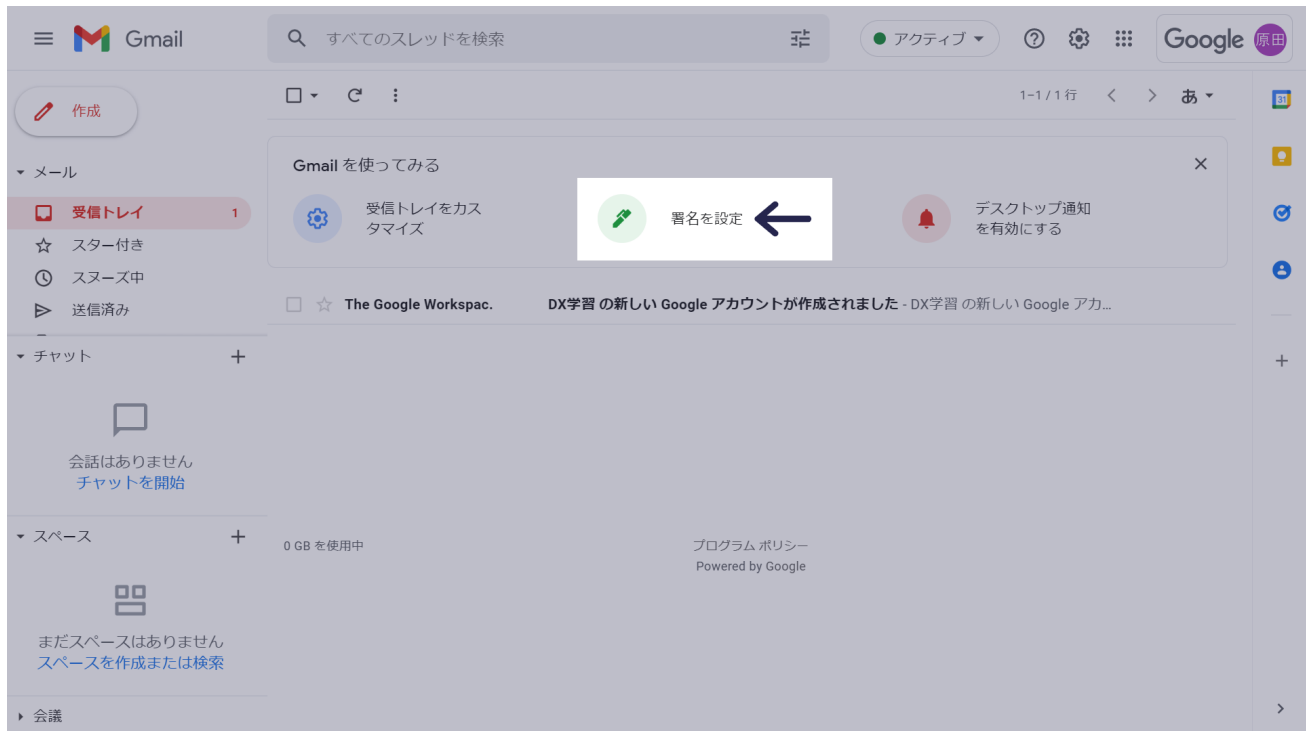 Gmail
すべてのスレッドを検索
アクティブ
Google
原田
作成
1–1 / 1 行
あ
31
メール
受信トレイ 1
スター付き
スヌーズ中
送信済み
Gmail を使ってみる
受信トレイをカス
タマイズ
署名を設定
デスクトップ通知
を有効にする
The Google Workspac. DX学習 の新しい Google アカウントが作成されました - DX学習 の新しい Google アカ...
チャット
会話はありません
チャットを開始
スペース
まだスペースはありません
スペースを作成または検索
会議
0 GB を使用中
プログラム ポリシー
Powered by Google